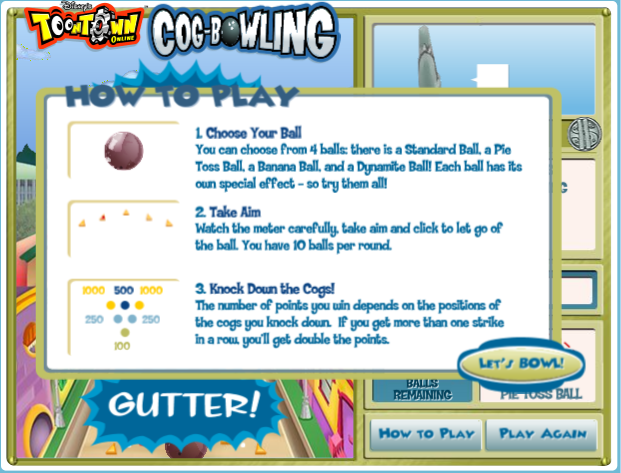 Disney's
TOONTOWN
ONLINE
COG-BOWLING
HOW TO PLAY
1. Choose Your Ball
You can choose from 4 balls: there is a Standard Ball, a Pie
Toss Ball, a Banana Ball, and a Dynamite Ball! Each ball has its
own special effect - so try them all!
2. Take Aim
Watch the meter carefully, take aim and click to let go of
the ball. You have 10 balls per round.
1000 500 1000
250 250
100
3. Knock Down the Cogs!
The number of points you win depends on the positions of
the cogs you knock down. If you get more than one strike
in a row, you'll get double the points.
LET'S BOWL!
GUTTER!
BALLS
REMAINING
PIE TOSS BALL
HOW TO PLAY
PLAY AGAIN